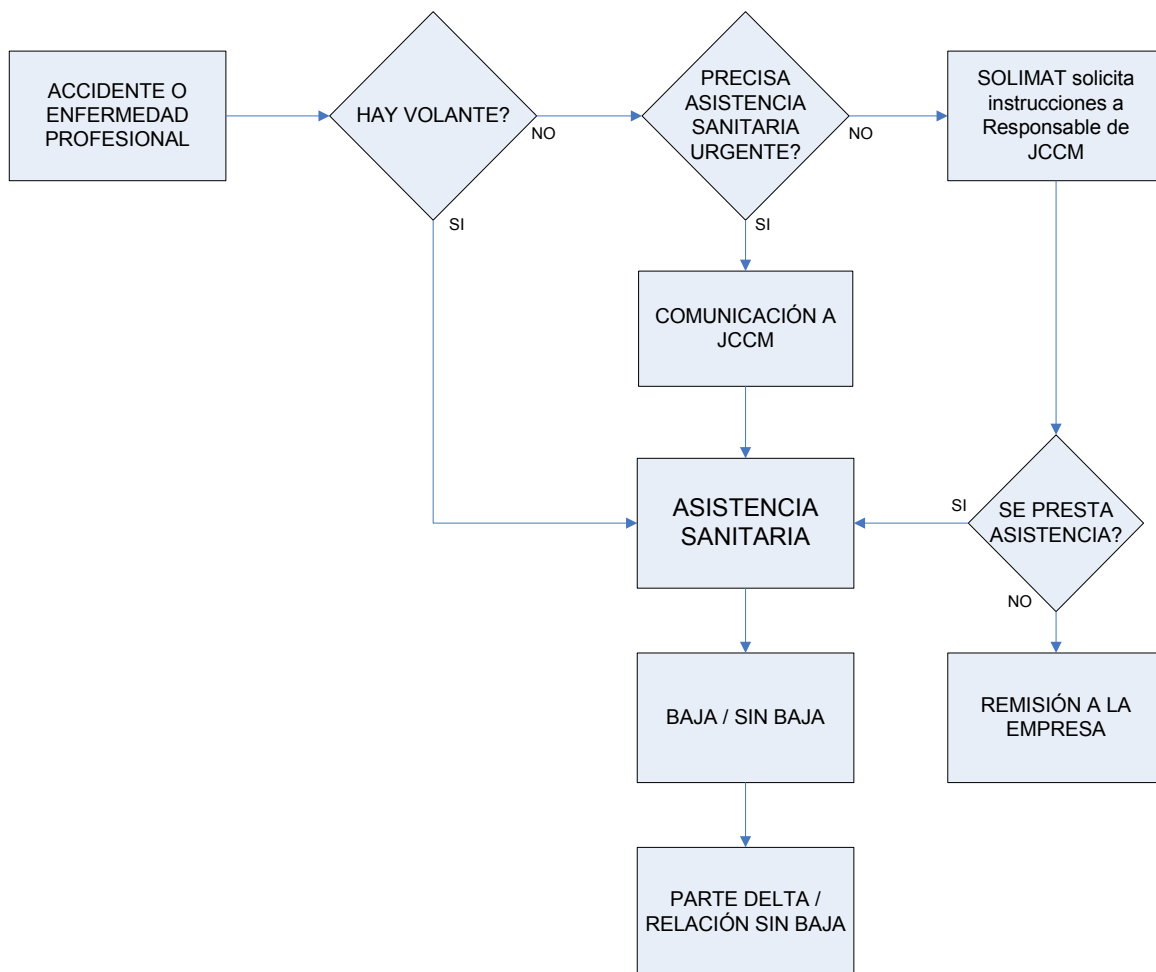 ACCIDENTE O
ENFERMEDAD
PROFESIONAL
HAY VOLANTE?
NO
SI
PRECISA
ASISTENCIA
SANITARIA
URGENTE?
NO
SI
SOLIMAT solicita
instrucciones a
Responsable de
JCCM
COMUNICACIÓN A
JCCM
ASISTENCIA
SANITARIA
SI
SE PRESTA
ASISTENCIA?
NO
BAJA / SIN BAJA
REMISIÓN A LA
EMPRESA
PARTE DELTA /
RELACIÓN SIN BAJA